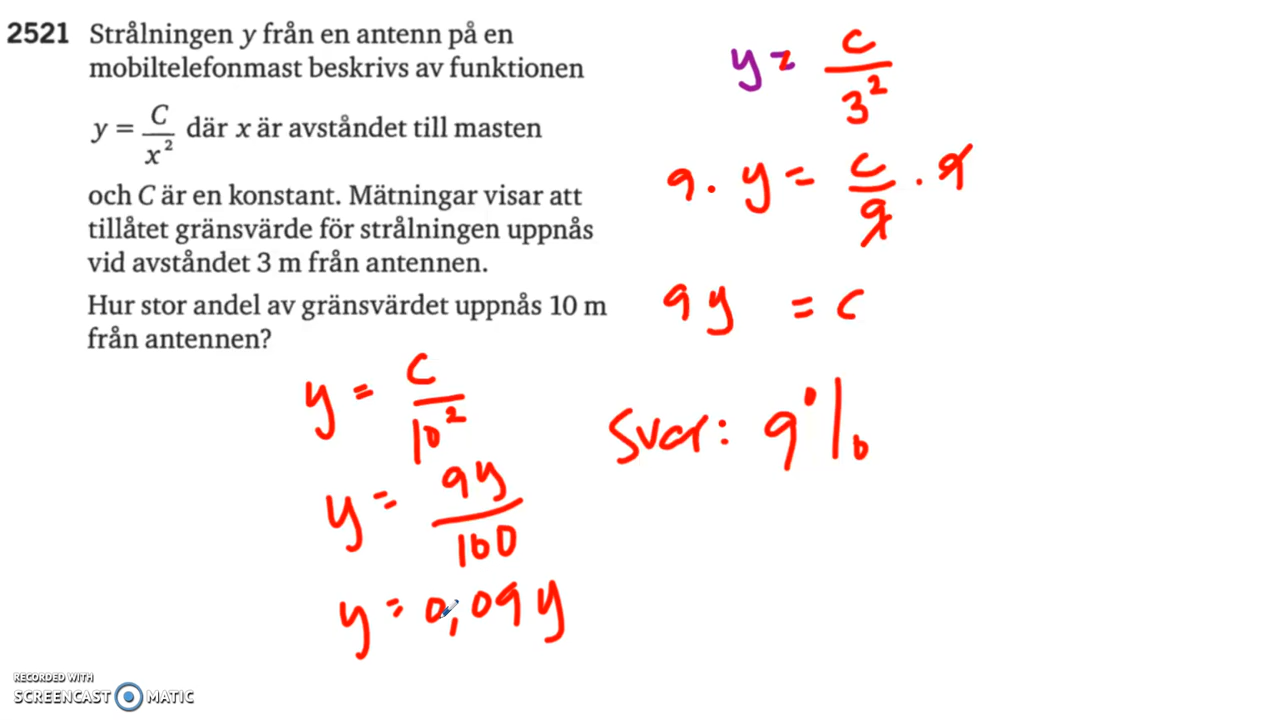 2521 Strålningen y från en antenn på en
mobiltelefonmast beskrivs av funktionen
y = C/x² där x är avståndet till masten
och C är en konstant. Mätningar visar att
tillåtet gränsvärde för strålningen uppnås
vid avståndet 3 m från antennen.
Hur stor andel av gränsvärdet uppnås 10 m
från antennen?
y = c/3²
9 · y = c/9 · 9
9y = c
y = c/10²
y = 9y/100
y = 0,09y
Svar: 9%
RECORDED WITH
SCREENCAST MATIC